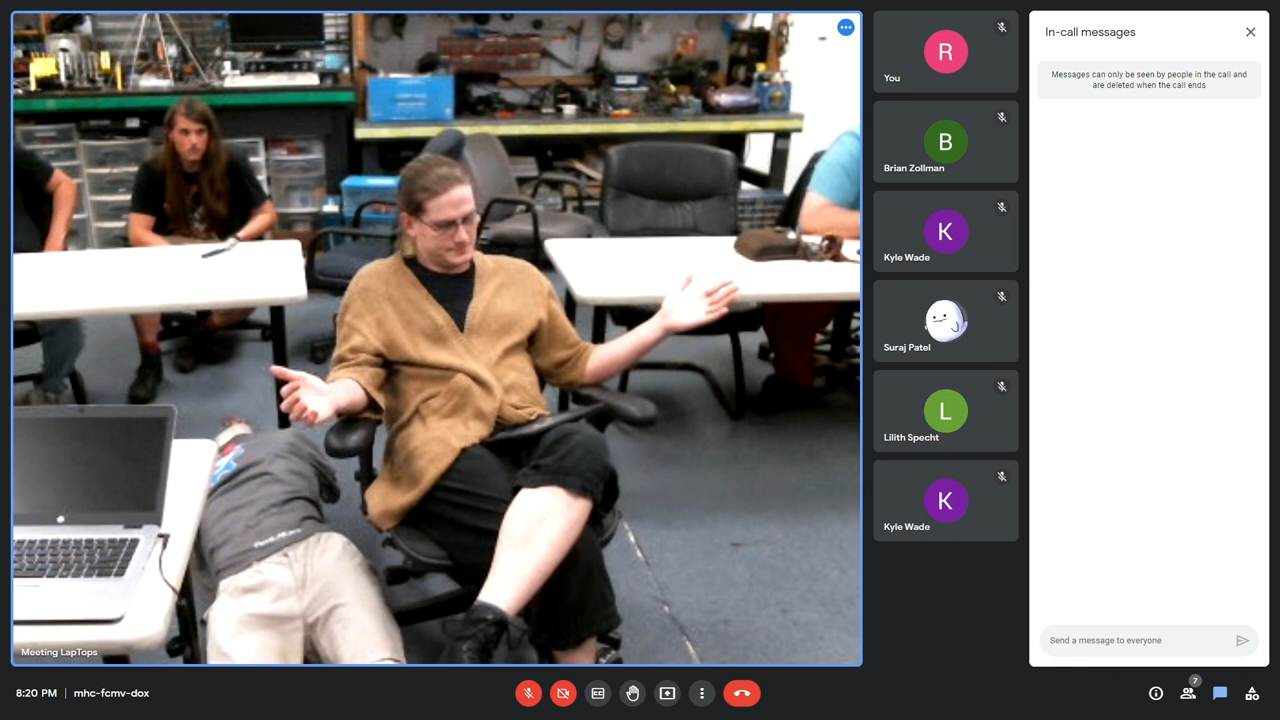 Meeting LapTops
R
You
B
Brian Zollman
K
Kyle Wade
Suraj Patel
L
Lilith Specht
K
Kyle Wade
In-call messages
Messages can only be seen by people in the call and
are deleted when the call ends
Send a message to everyone
8:20 PM | mhc-fcmv-dox
7